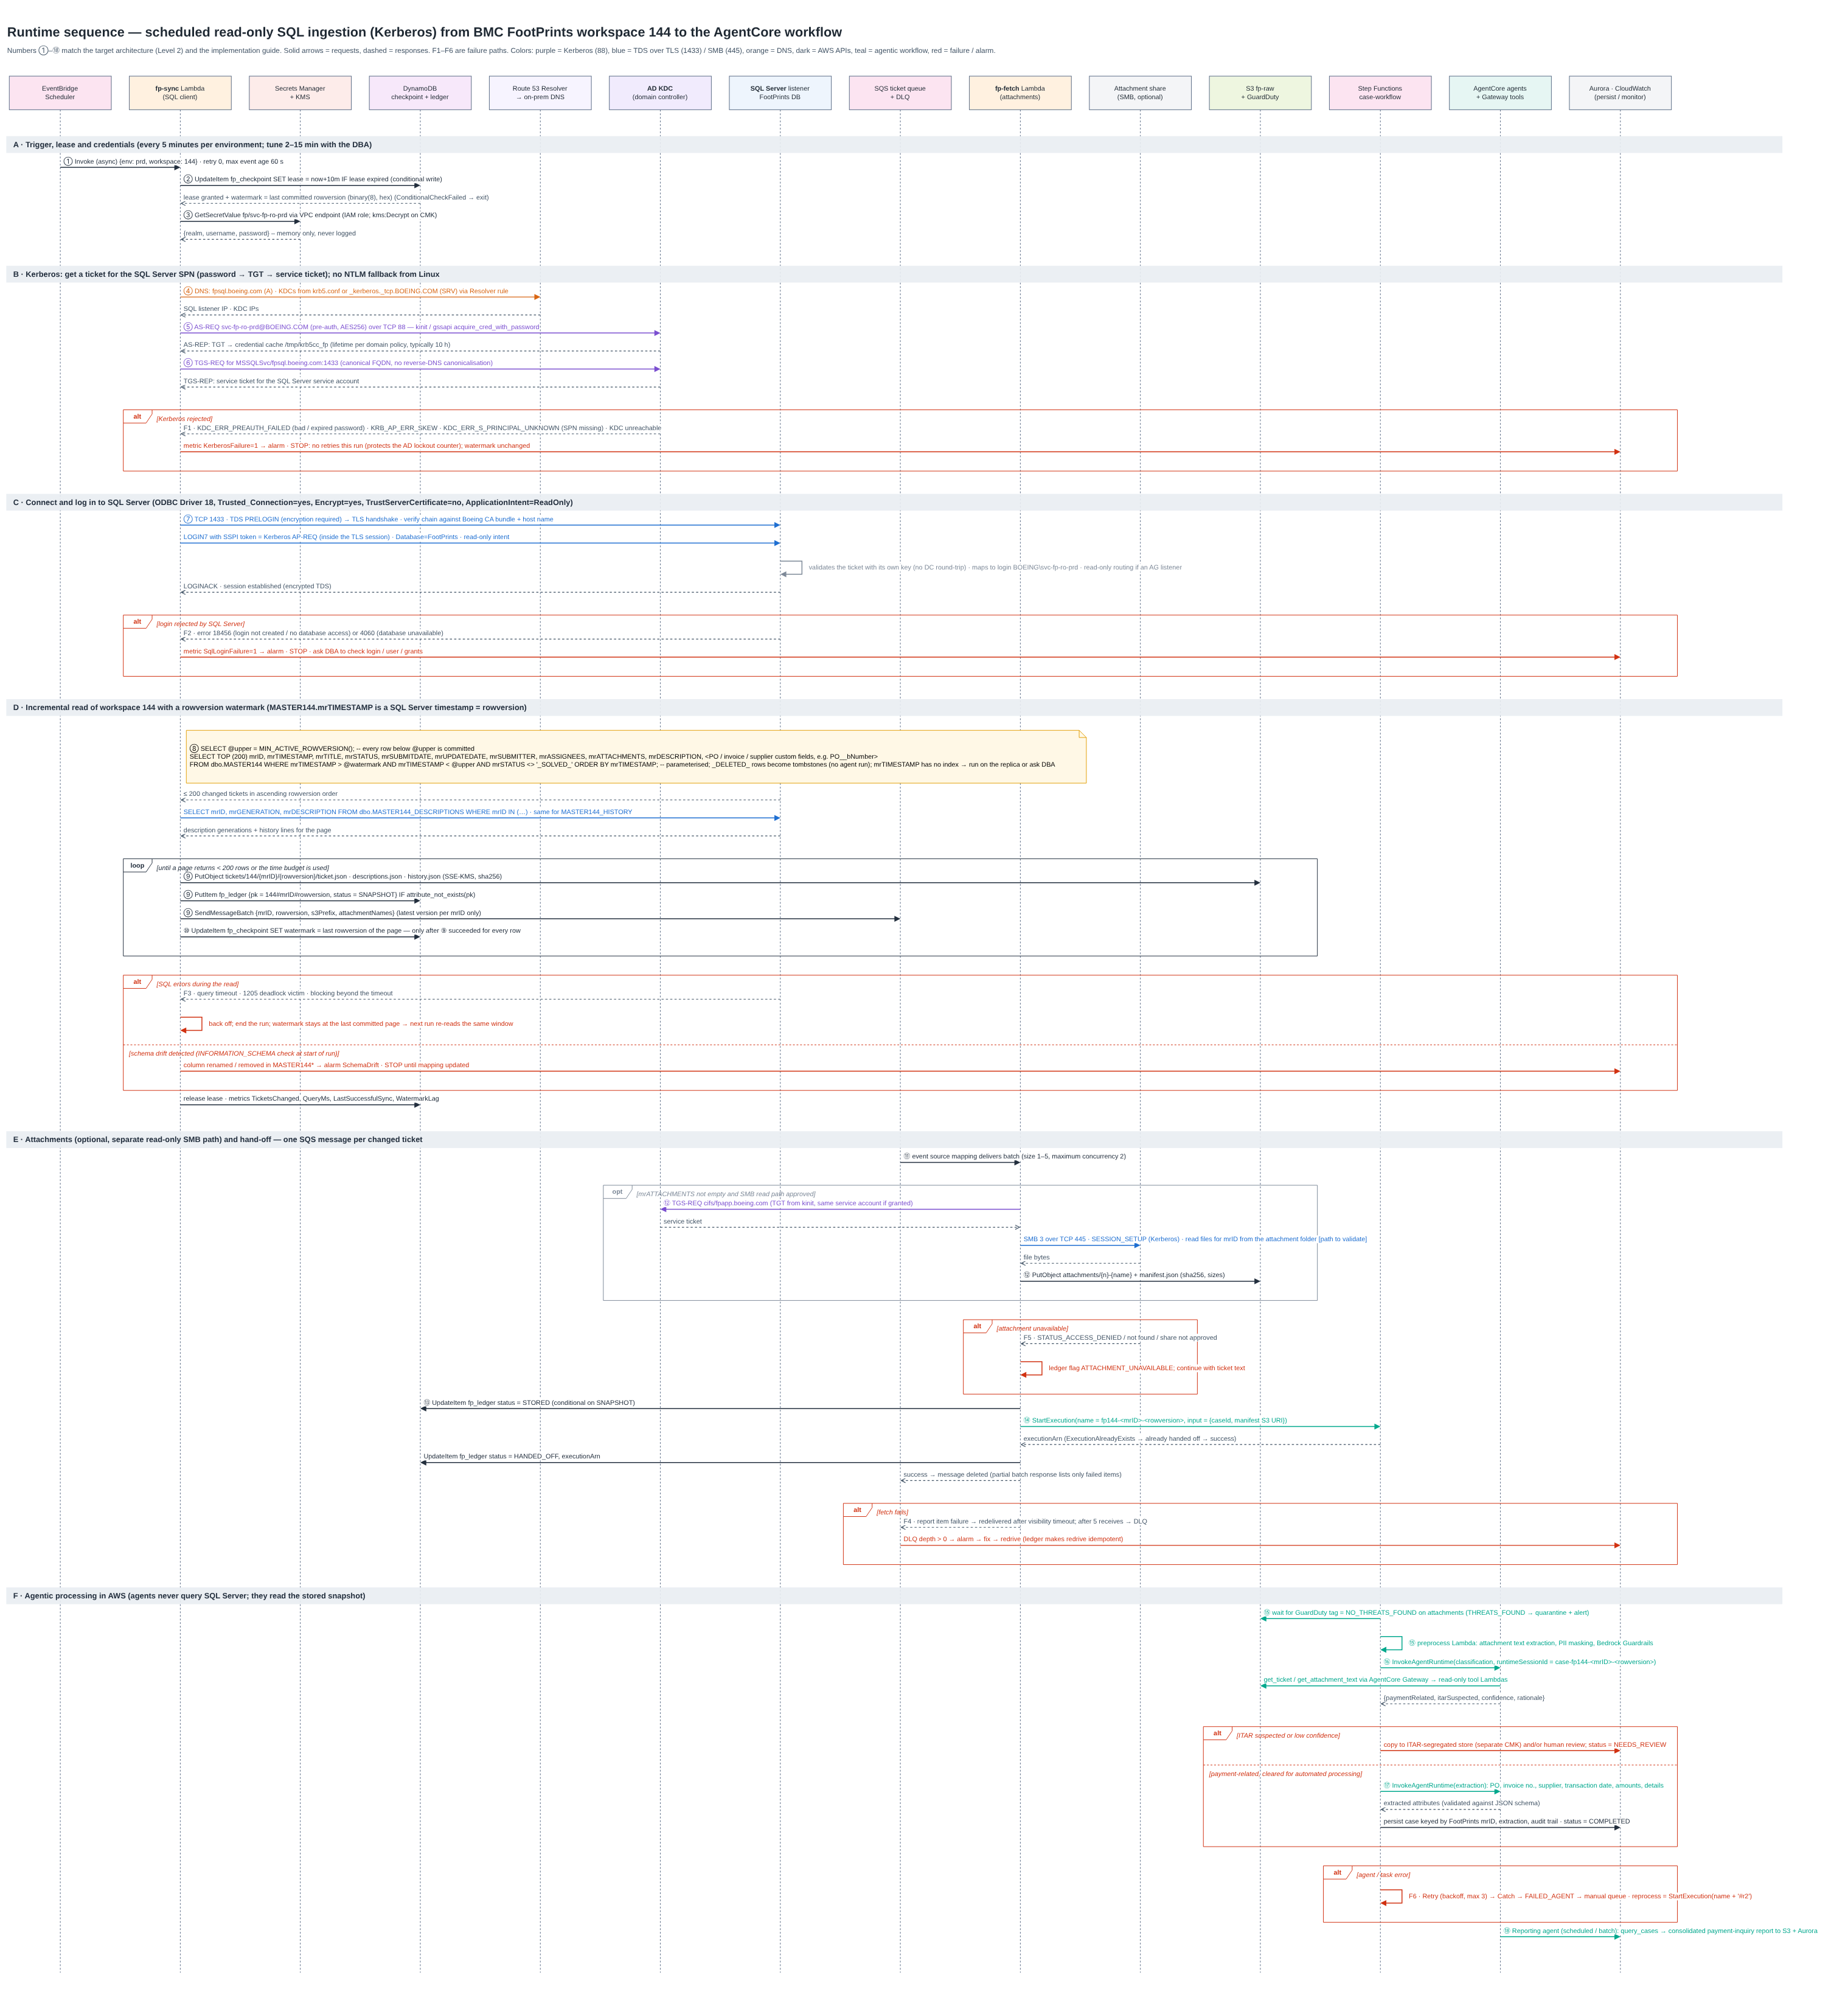 Runtime sequence — scheduled read-only SQL ingestion (Kerberos) from BMC FootPrints workspace 144 to the AgentCore workflow
Numbers ①–⑱ match the target architecture (Level 2) and the implementation guide. Solid arrows = requests, dashed = responses. F1–F6 are failure paths. Colors: purple = Kerberos (88), blue = TDS over TLS (1433) / SMB (445), orange = DNS, dark = AWS APIs, teal = agentic workflow, red = failure / alarm.
EventBridge
Scheduler
fp-sync Lambda
(SQL client)
Secrets Manager
+ KMS
DynamoDB
checkpoint + ledger
Route 53 Resolver
→ on-prem DNS
AD KDC
(domain controller)
SQL Server listener
FootPrints DB
SQS ticket queue
+ DLQ
fp-fetch Lambda
(attachments)
Attachment share
(SMB, optional)
S3 fp-raw
+ GuardDuty
Step Functions
case-workflow
AgentCore agents
+ Gateway tools
Aurora · CloudWatch
(persist / monitor)
A · Trigger, lease and credentials (every 5 minutes per environment; tune 2–15 min with the DBA)
① Invoke (async) {env: prd, workspace: 144} · retry 0, max event age 60 s
② UpdateItem fp_checkpoint SET lease = now+10m IF lease expired (conditional write)
lease granted + watermark = last committed rowversion (binary(8), hex) (ConditionalCheckFailed → exit)
③ GetSecretValue fp/svc-fp-ro-prd via VPC endpoint (IAM role; kms:Decrypt on CMK)
{realm, username, password} – memory only, never logged
B · Kerberos: get a ticket for the SQL Server SPN (password → TGT → service ticket); no NTLM fallback from Linux
④ DNS: fpsql.boeing.com (A) · KDCs from krb5.conf or _kerberos._tcp.BOEING.COM (SRV) via Resolver rule
SQL listener IP · KDC IPs
⑤ AS-REQ svc-fp-ro-prd@BOEING.COM (pre-auth, AES256) over TCP 88 — kinit / gssapi acquire_cred_with_password
AS-REP: TGT → credential cache /tmp/krb5cc_fp (lifetime per domain policy, typically 10 h)
⑥ TGS-REQ for MSSQLSvc/fpsql.boeing.com:1433 (canonical FQDN, no reverse-DNS canonicalisation)
TGS-REP: service ticket for the SQL Server service account
alt [Kerberos rejected]
F1 · KDC_ERR_PREAUTH_FAILED (bad / expired password) · KRB_AP_ERR_SKEW · KDC_ERR_S_PRINCIPAL_UNKNOWN (SPN missing) · KDC unreachable
metric KerberosFailure=1 → alarm · STOP: no retries this run (protects the AD lockout counter); watermark unchanged
C · Connect and log in to SQL Server (ODBC Driver 18, Trusted_Connection=yes, Encrypt=yes, TrustServerCertificate=no, ApplicationIntent=ReadOnly)
⑦ TCP 1433 · TDS PRELOGIN (encryption required) → TLS handshake · verify chain against Boeing CA bundle + host name
LOGIN7 with SSPI token = Kerberos AP-REQ (inside the TLS session) · Database=FootPrints · read-only intent
validates the ticket with its own key (no DC round-trip) · maps to login BOEING\svc-fp-ro-prd · read-only routing if an AG listener
LOGINACK · session established (encrypted TDS)
alt [login rejected by SQL Server]
F2 · error 18456 (login not created / no database access) or 4060 (database unavailable)
metric SqlLoginFailure=1 → alarm · STOP · ask DBA to check login / user / grants
D · Incremental read of workspace 144 with a rowversion watermark (MASTER144.mrTIMESTAMP is a SQL Server timestamp = rowversion)
⑧ SELECT @upper = MIN_ACTIVE_ROWVERSION(); -- every row below @upper is committed
SELECT TOP (200) mrID, mrTIMESTAMP, mrTITLE, mrSTATUS, mrSUBMITDATE, mrUPDATEDATE, mrSUBMITTER, mrASSIGNEES, mrATTACHMENTS, mrDESCRIPTION, <PO / invoice / supplier custom fields, e.g. PO__bNumber>
FROM dbo.MASTER144 WHERE mrTIMESTAMP > @watermark AND mrTIMESTAMP < @upper AND mrSTATUS <> '_SOLVED_' ORDER BY mrTIMESTAMP; -- parameterised; _DELETED_ rows become tombstones (no agent run); mrTIMESTAMP has no index → run on the replica or ask DBA
≤ 200 changed tickets in ascending rowversion order
SELECT mrID, mrGENERATION, mrDESCRIPTION FROM dbo.MASTER144_DESCRIPTIONS WHERE mrID IN (…) · same for MASTER144_HISTORY
description generations + history lines for the page
loop [until a page returns < 200 rows or the time budget is used]
⑨ PutObject tickets/144/{mrID}/{rowversion}/ticket.json · descriptions.json · history.json (SSE-KMS, sha256)
⑨ PutItem fp_ledger {pk = 144#mrID#rowversion, status = SNAPSHOT} IF attribute_not_exists(pk)
⑨ SendMessageBatch {mrID, rowversion, s3Prefix, attachmentNames} (latest version per mrID only)
⑩ UpdateItem fp_checkpoint SET watermark = last rowversion of the page — only after ⑨ succeeded for every row
alt [SQL errors during the read]
F3 · query timeout · 1205 deadlock victim · blocking beyond the timeout
back off; end the run; watermark stays at the last committed page → next run re-reads the same window
[schema drift detected (INFORMATION_SCHEMA check at start of run)]
column renamed / removed in MASTER144* → alarm SchemaDrift · STOP until mapping updated
release lease · metrics TicketsChanged, QueryMs, LastSuccessfulSync, WatermarkLag
E · Attachments (optional, separate read-only SMB path) and hand-off — one SQS message per changed ticket
⑪ event source mapping delivers batch (size 1–5, maximum concurrency 2)
opt [mrATTACHMENTS not empty and SMB read path approved]
⑫ TGS-REQ cifs/fpapp.boeing.com (TGT from kinit, same service account if granted)
service ticket
SMB 3 over TCP 445 · SESSION_SETUP (Kerberos) · read files for mrID from the attachment folder [path to validate]
file bytes
⑫ PutObject attachments/{n}-{name} + manifest.json (sha256, sizes)
alt [attachment unavailable]
F5 · STATUS_ACCESS_DENIED / not found / share not approved
ledger flag ATTACHMENT_UNAVAILABLE; continue with ticket text
⑬ UpdateItem fp_ledger status = STORED (conditional on SNAPSHOT)
⑭ StartExecution(name = fp144-<mrID>-<rowversion>, input = {caseId, manifest S3 URI})
executionArn (ExecutionAlreadyExists → already handed off → success)
UpdateItem fp_ledger status = HANDED_OFF, executionArn
success → message deleted (partial batch response lists only failed items)
alt [fetch fails]
F4 · report item failure → redelivered after visibility timeout; after 5 receives → DLQ
DLQ depth > 0 → alarm → fix → redrive (ledger makes redrive idempotent)
F · Agentic processing in AWS (agents never query SQL Server; they read the stored snapshot)
⑮ wait for GuardDuty tag = NO_THREATS_FOUND on attachments (THREATS_FOUND → quarantine + alert)
⑮ preprocess Lambda: attachment text extraction, PII masking, Bedrock Guardrails
⑯ InvokeAgentRuntime(classification, runtimeSessionId = case-fp144-<mrID>-<rowversion>)
get_ticket / get_attachment_text via AgentCore Gateway → read-only tool Lambdas
{paymentRelated, itarSuspected, confidence, rationale}
alt [ITAR suspected or low confidence]
copy to ITAR-segregated store (separate CMK) and/or human review; status = NEEDS_REVIEW
[payment-related, cleared for automated processing]
⑰ InvokeAgentRuntime(extraction): PO, invoice no., supplier, transaction date, amounts, details
extracted attributes (validated against JSON schema)
persist case keyed by FootPrints mrID, extraction, audit trail · status = COMPLETED
alt [agent / task error]
F6 · Retry (backoff, max 3) → Catch → FAILED_AGENT → manual queue · reprocess = StartExecution(name + '#r2')
⑱ Reporting agent (scheduled / batch): query_cases → consolidated payment-inquiry report to S3 + Aurora